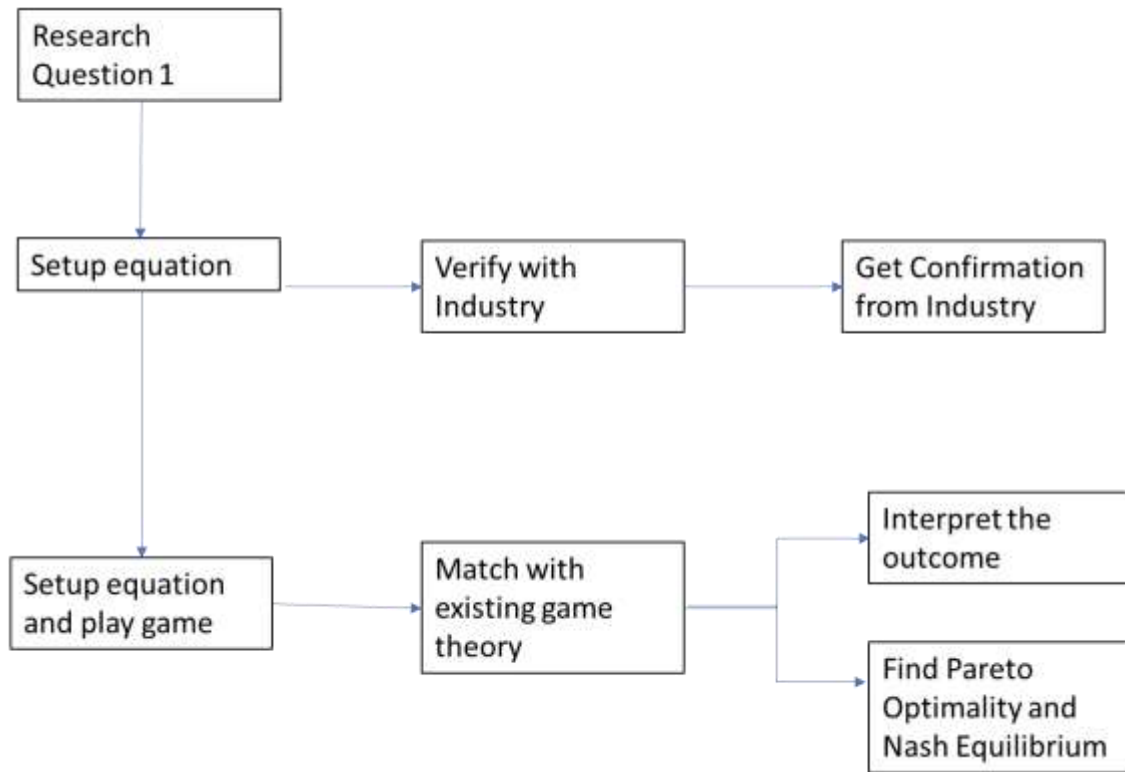 Research
Question 1
Setup equation
Verify with
Industry
Get Confirmation
from Industry
Setup equation
and play game
Match with
existing game
theory
Interpret the
outcome
Find Pareto
Optimality and
Nash Equilibrium